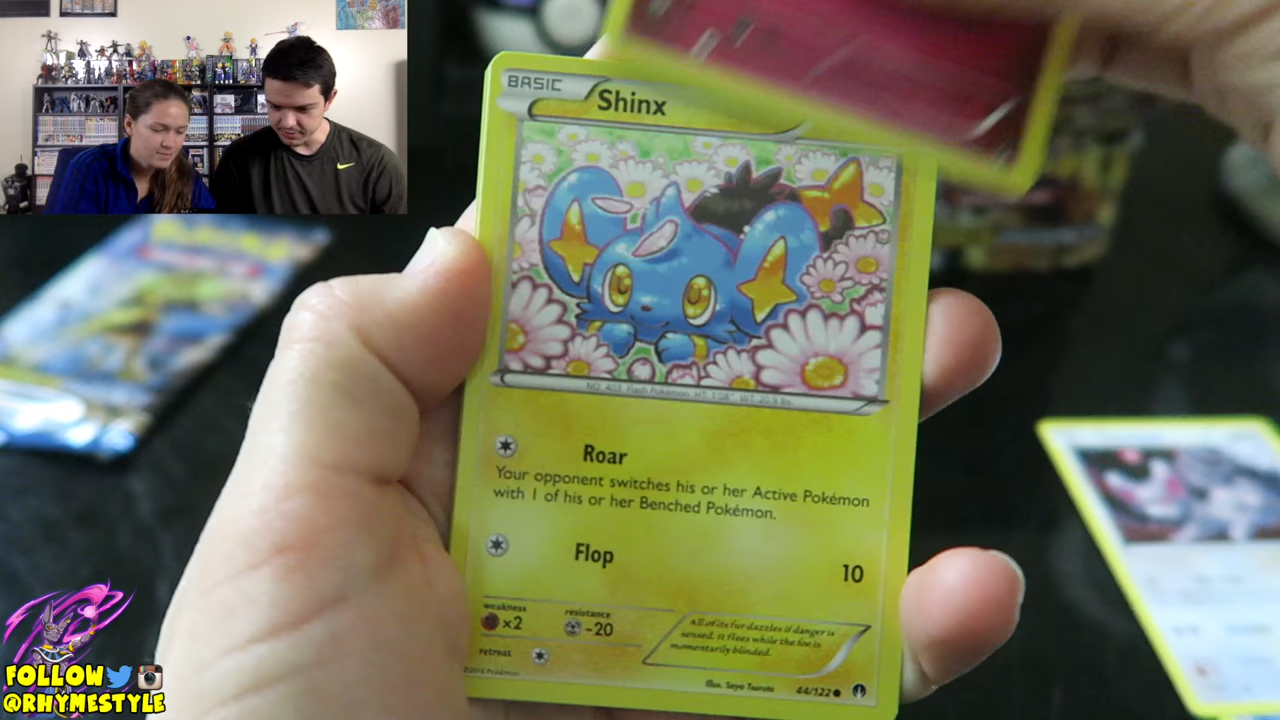 BASIC
Shinx
NO. 403 Flash Pokémon HT: 1'08" WT: 20.9 lbs.
Roar
Your opponent switches his or her Active Pokémon
with 1 of his or her Benched Pokémon.
Flop 10
weakness
×2
resistance
-20
retreat
All of its fur dazzles if danger is
sensed. It flees while the foe is
momentarily blinded.
©2016 Pokémon
Illus. Saya Tsuruta
44/122
FOLLOW
@RHYMESTYLE